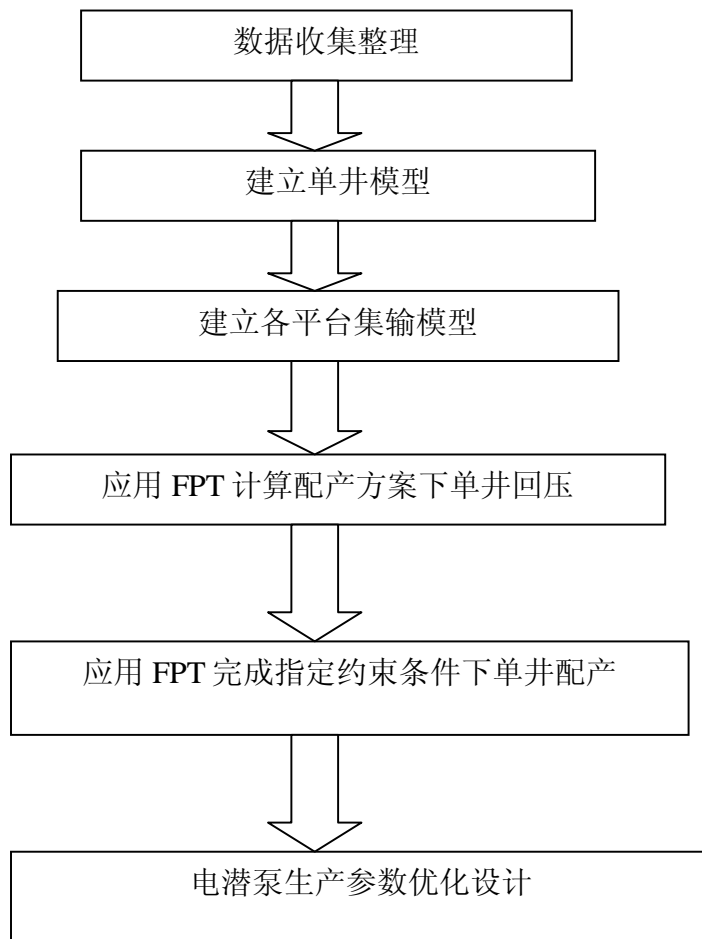 数据收集整理
建立单井模型
建立各平台集输模型
应用 FPT 计算配产方案下单井回压
应用 FPT 完成指定约束条件下单井配产
电潜泵生产参数优化设计